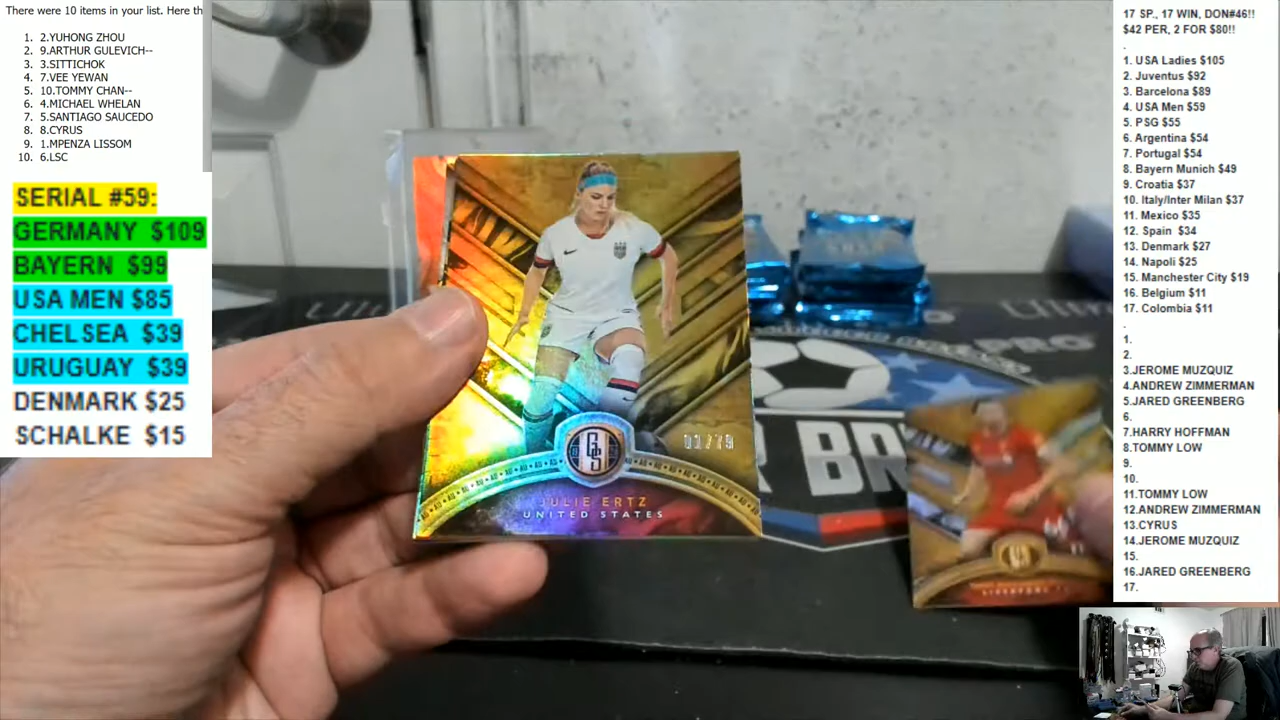 There were 10 items in your list. Here th
1. 2.YUHONG ZHOU
2. 9.ARTHUR GULEVICH--
3. 3.SITTICHOK
4. 7.VEE YEWAN
5. 10.TOMMY CHAN--
6. 4.MICHAEL WHELAN
7. 5.SANTIAGO SAUCEDO
8. 8.CYRUS
9. 1.MPENZA LISSOM
10. 6.LSC
SERIAL #59:
GERMANY $109
BAYERN $99
USA MEN $85
CHELSEA $39
URUGUAY $39
DENMARK $25
SCHALKE $15
GS
JULIE ERTZ
UNITED STATES
PRO
BR
LIVERPOOL
17 SP., 17 WIN, DON#46!!
$42 PER, 2 FOR $80!!
.
1. USA Ladies $105
2. Juventus $92
3. Barcelona $89
4. USA Men $59
5. PSG $55
6. Argentina $54
7. Portugal $54
8. Bayern Munich $49
9. Croatia $37
10. Italy/Inter Milan $37
11. Mexico $35
12. Spain $34
13. Denmark $27
14. Napoli $25
15. Manchester City $19
16. Belgium $11
17. Colombia $11
.
1.
2.
3.JEROME MUZQUIZ
4.ANDREW ZIMMERMAN
5.JARED GREENBERG
6.
7.HARRY HOFFMAN
8.TOMMY LOW
9.
10.
11.TOMMY LOW
12.ANDREW ZIMMERMAN
13.CYRUS
14.JEROME MUZQUIZ
15.
16.JARED GREENBERG
17.